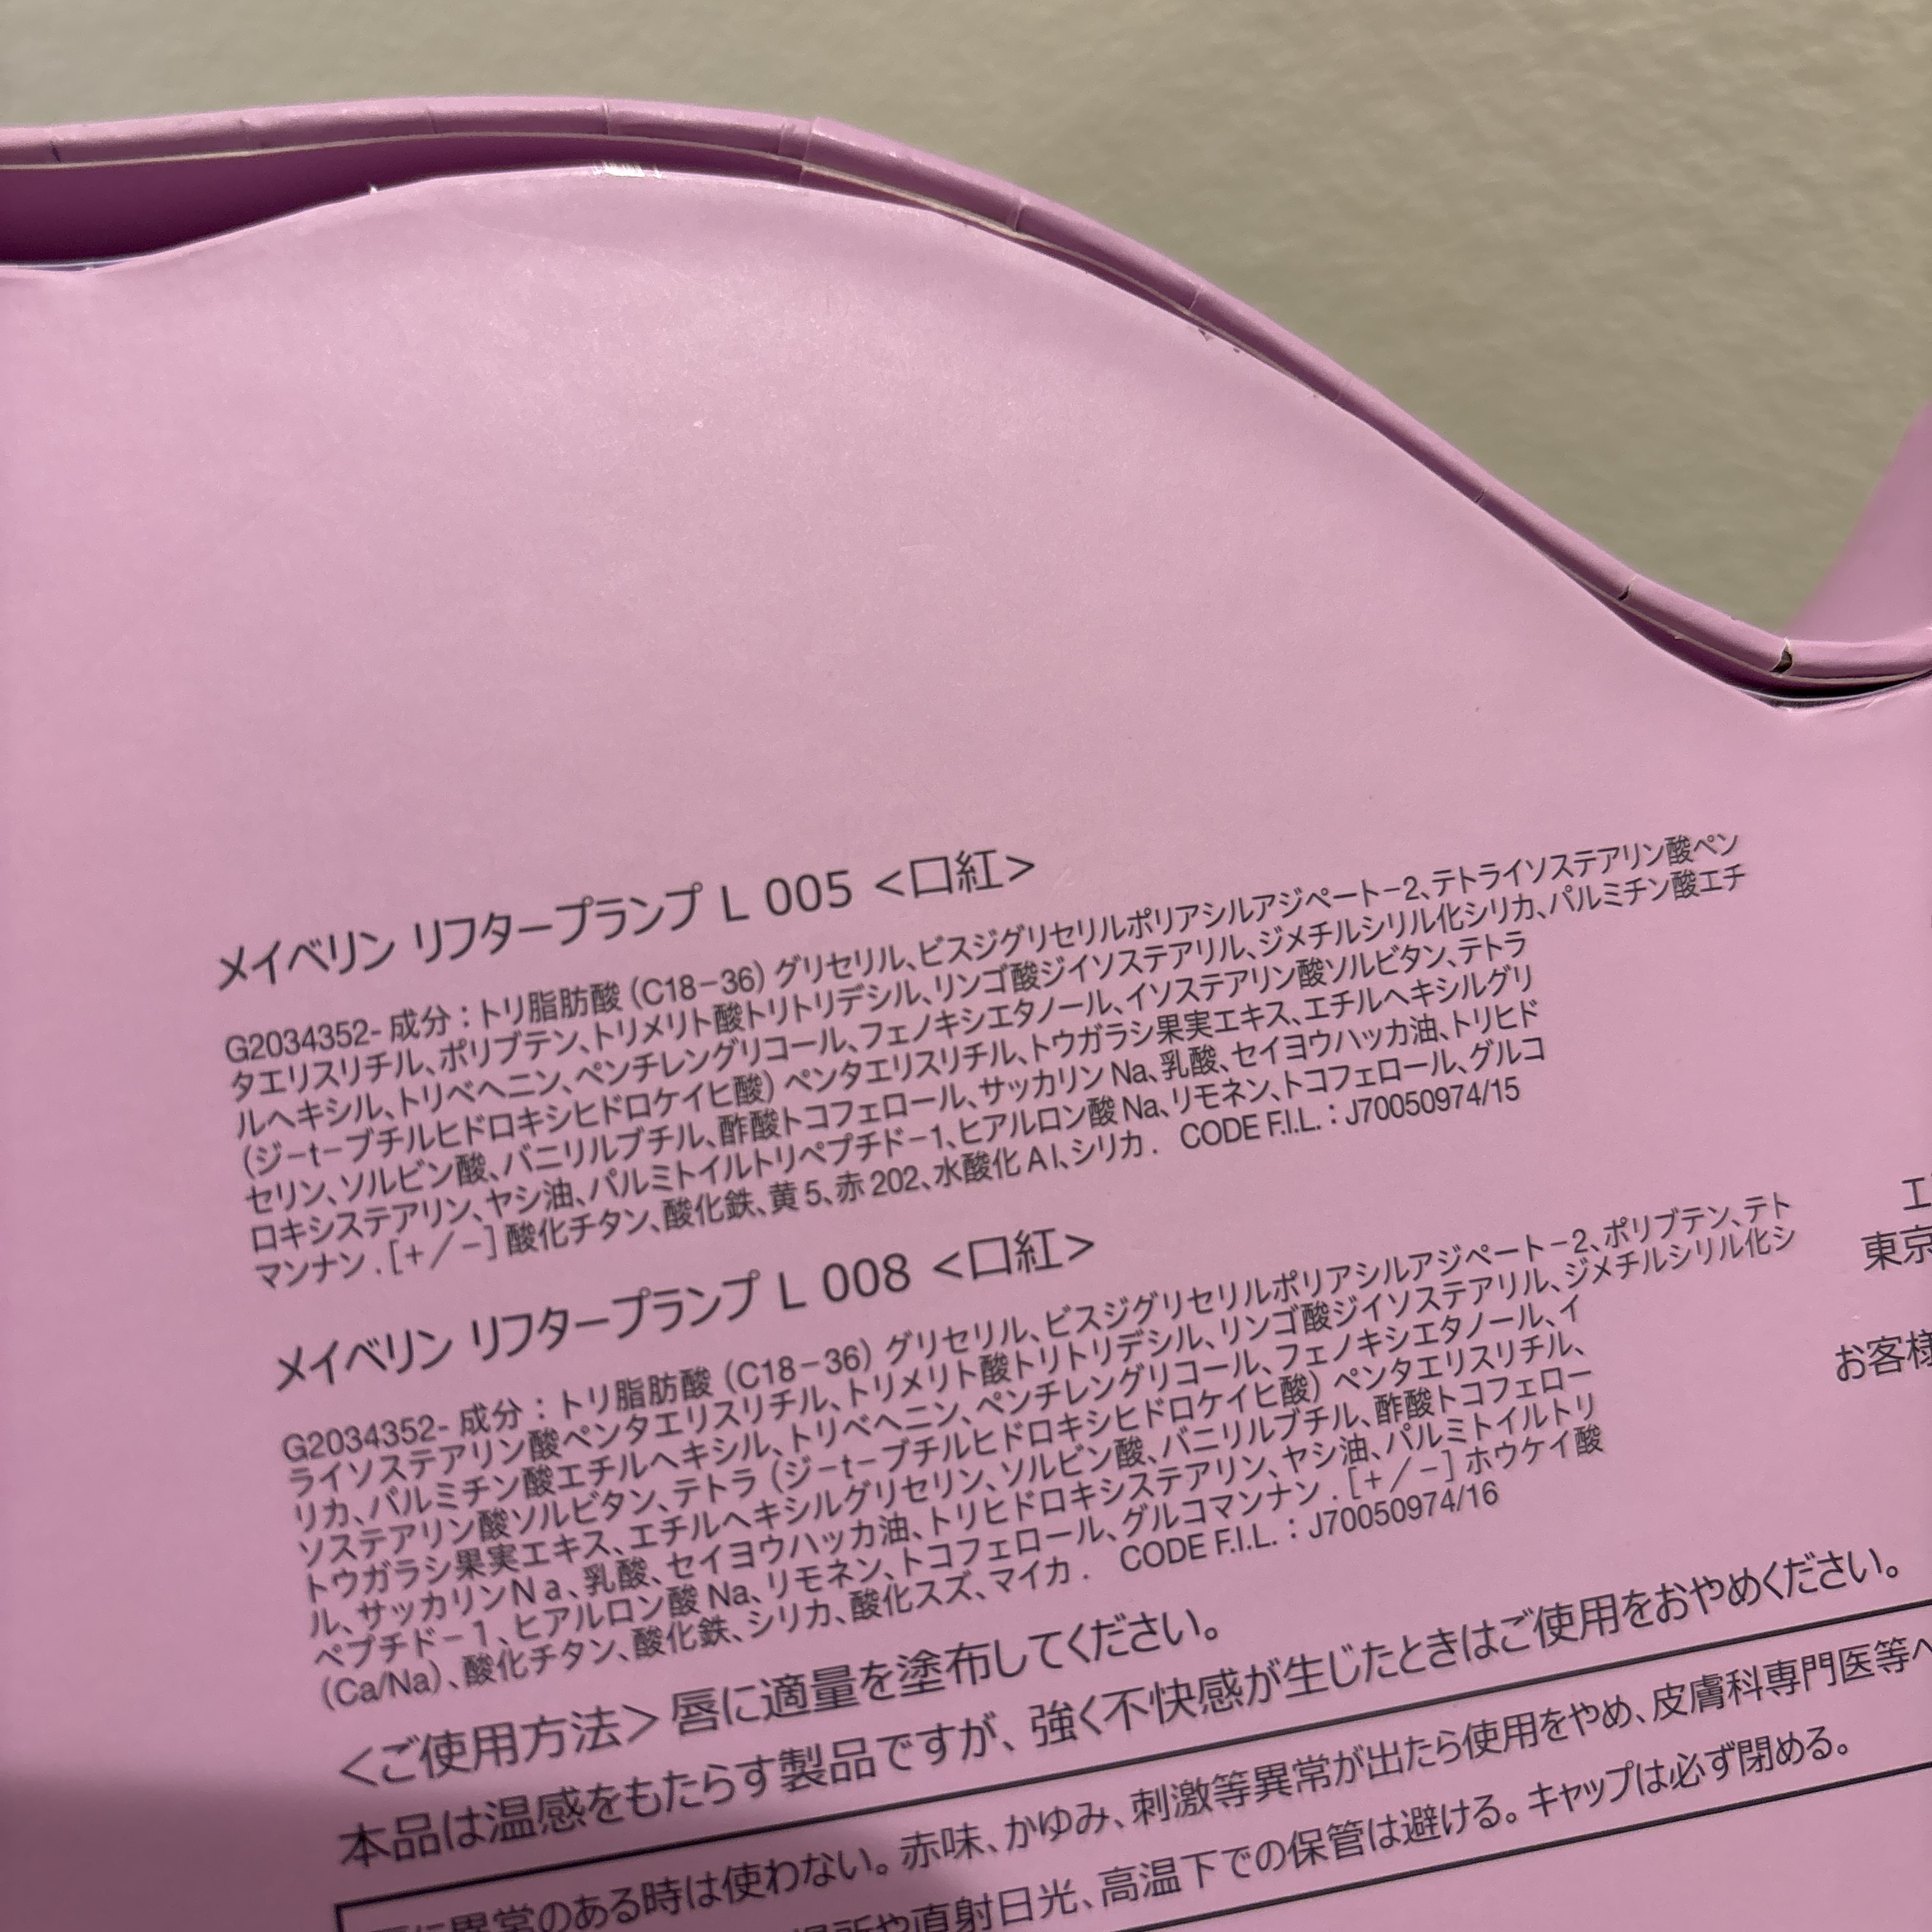 メイベリン リフタープランプ L 005 <口紅>
G2034352- 成分：トリ脂肪酸（C18－36）グリセリル、ビスジグリセリルポリアシルアジペート－2、テトライソステアリン酸ペン
タエリスリチル、ポリブテン、トリメリト酸トリトリデシル、リンゴ酸ジイソステアリル、ジメチルシリル化シリカ、パルミチン酸エチ
ルヘキシル、トリベヘニン、ペンチレングリコール、フェノキシエタノール、イソステアリン酸ソルビタン、テトラ
（ジ－t－ブチルヒドロキシヒドロケイヒ酸）ペンタエリスリチル、トウガラシ果実エキス、エチルヘキシルグリ
セリン、ソルビン酸、バニリルブチル、酢酸トコフェロール、サッカリン Na、乳酸、セイヨウハッカ油、トリヒド
ロキシステアリン、ヤシ油、パルミトイルトリペプチド－1、ヒアルロン酸 Na、リモネン、トコフェロール、グルコ
マンナン . [＋／－] 酸化チタン、酸化鉄、黄 5、赤 202、水酸化 A l、シリカ . CODE F.I.L.：J70050974/15
メイベリン リフタープランプ L 008 <口紅>
G2034352- 成分：トリ脂肪酸（C18－36）グリセリル、ビスジグリセリルポリアシルアジペート－2、ポリブテン、テト
ライソステアリン酸ペンタエリスリチル、トリメリト酸トリトリデシル、リンゴ酸ジイソステアリル、ジメチルシリル化シ
リカ、パルミチン酸エチルヘキシル、トリベヘニン、ペンチレングリコール、フェノキシエタノール、イ
ソステアリン酸ソルビタン、テトラ（ジ－t－ブチルヒドロキシヒドロケイヒ酸）ペンタエリスリチル、
トウガラシ果実エキス、エチルヘキシルグリセリン、ソルビン酸、バニリルブチル、酢酸トコフェロー
ル、サッカリンＮａ、乳酸、セイヨウハッカ油、トリヒドロキシステアリン、ヤシ油、パルミトイルトリ
ペプチド－１、ヒアルロン酸 Na、リモネン、トコフェロール、グルコマンナン . [＋／－] ホウケイ酸
（Ca/Na）、酸化チタン、酸化鉄、シリカ、酸化スズ、マイカ . CODE F.I.L.：J70050974/16
＜ご使用方法＞唇に適量を塗布してください。
本品は温感をもたらす製品ですが、強く不快感が生じたときはご使用をおやめください。
に異常のある時は使わない。赤味、かゆみ、刺激等異常が出たら使用をやめ、皮膚科専門医等へ
や直射日光、高温下での保管は避ける。キャップは必ず閉める。
エ
東京
お客様